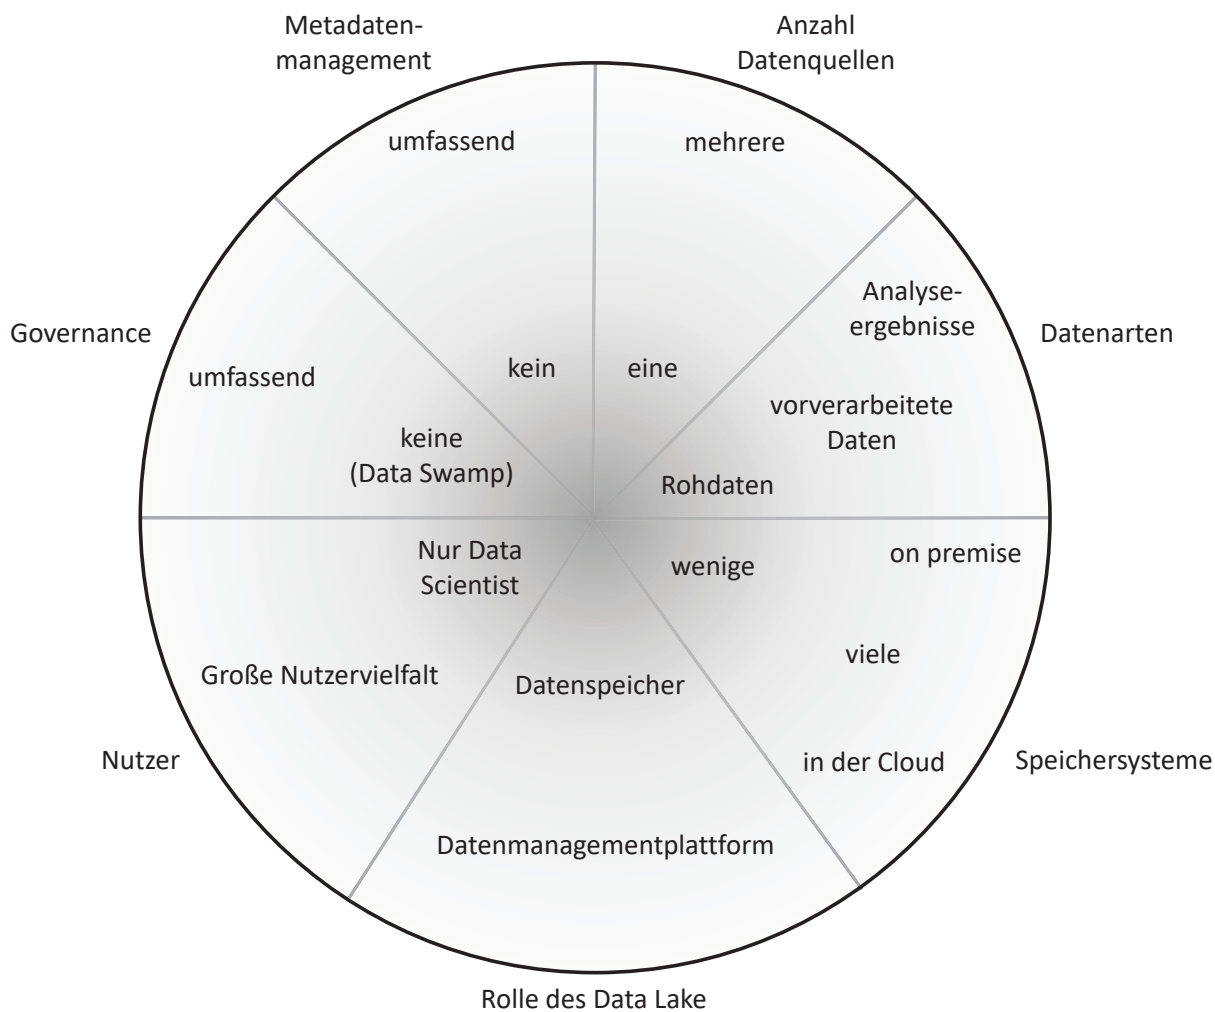 Metadaten-
management
Anzahl
Datenquellen
umfassend
mehrere
Analyse-
ergebnisse
Governance
Datenarten
umfassend
kein
eine
vorverarbeitete
Daten
keine
(Data Swamp)
Rohdaten
Nur Data
Scientist
wenige
on premise
viele
Große Nutzervielfalt
Datenspeicher
Nutzer
in der Cloud
Speichersysteme
Datenmanagementplattform
Rolle des Data Lake